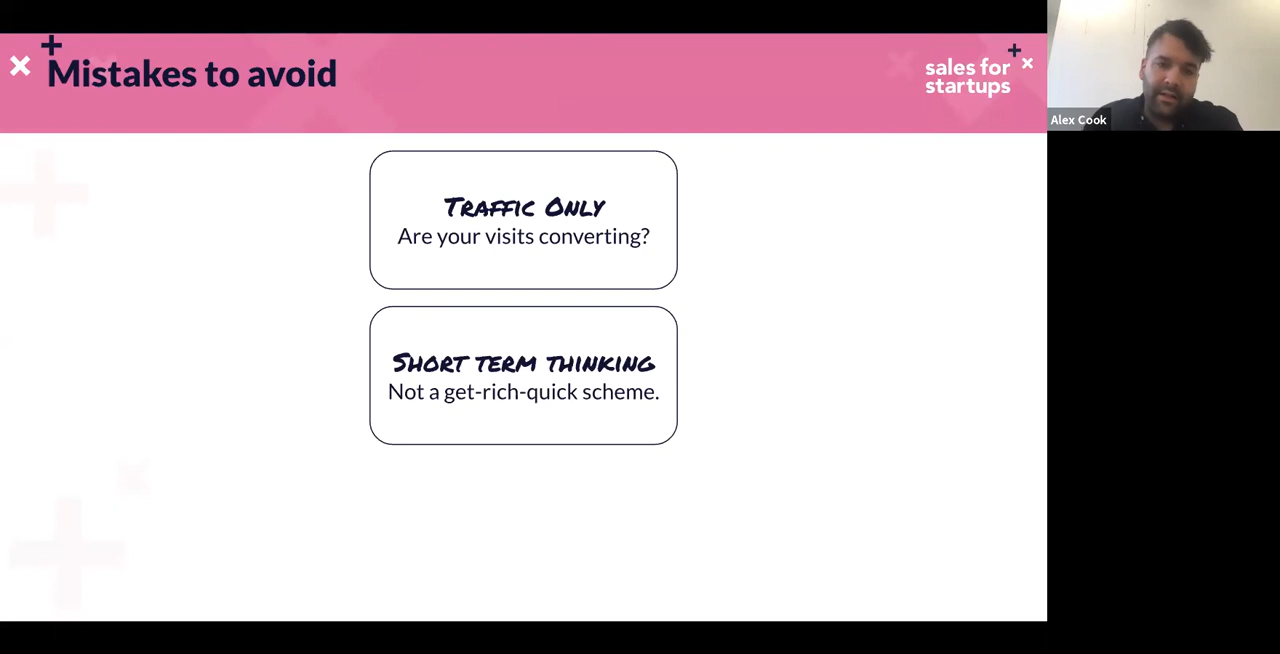 Mistakes to avoid
sales for
startups
Alex Cook
Traffic Only
Are your visits converting?
Short term thinking
Not a get-rich-quick scheme.